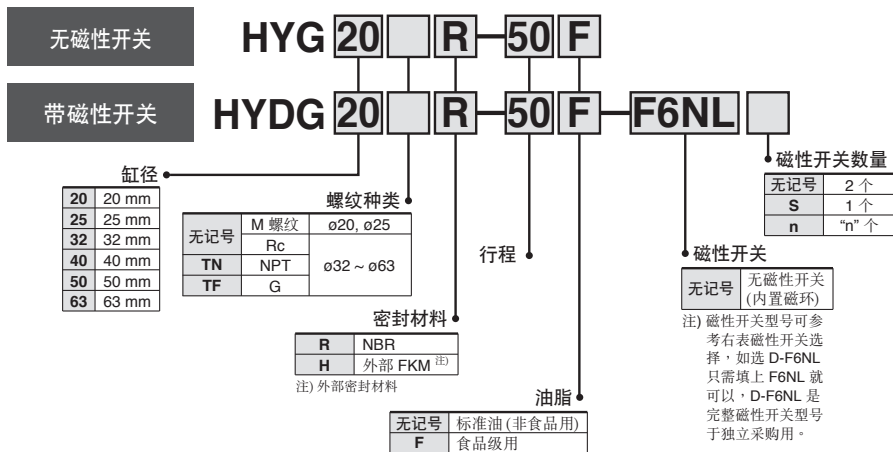 无磁性开关
HYG 20 R-50 F
带磁性开关
HYDG 20 R-50 F-F6NL
缸径
20 20 mm
25 25 mm
32 32 mm
40 40 mm
50 50 mm
63 63 mm
螺纹种类
无记号 M 螺纹 ø20, ø25
Rc ø32 ~ ø63
TN NPT
TF G
密封材料
R NBR
H 外部 FKM 注)
注) 外部密封材料
行程
油脂
无记号 标准油 (非食品用)
F 食品级用
磁性开关
无记号 无磁性开关
(内置磁环)
注) 磁性开关型号可参
考右表磁性开关选
择，如选 D-F6NL
只需填上 F6NL 就
可以，D-F6NL 是
完整磁性开关型号
于独立采购用。
磁性开关数量
无记号 2 个
S 1 个
n “n” 个